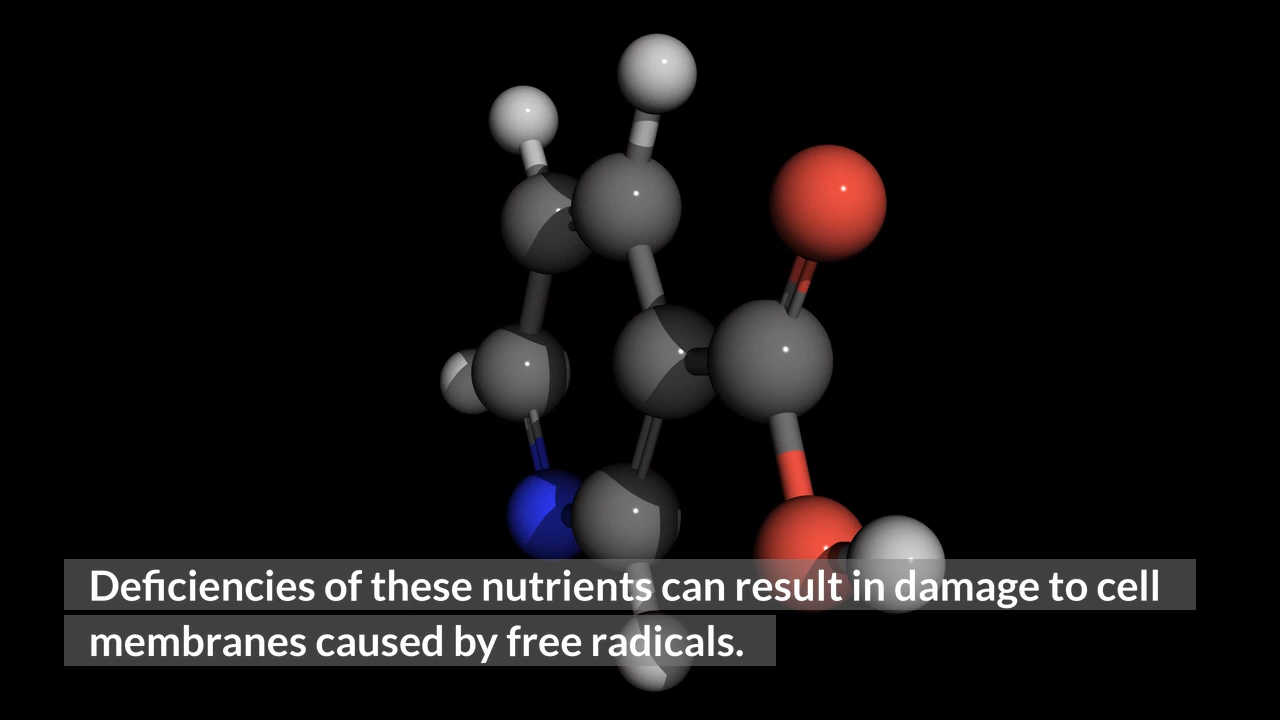 Deficiencies of these nutrients can result in damage to cell
membranes caused by free radicals.